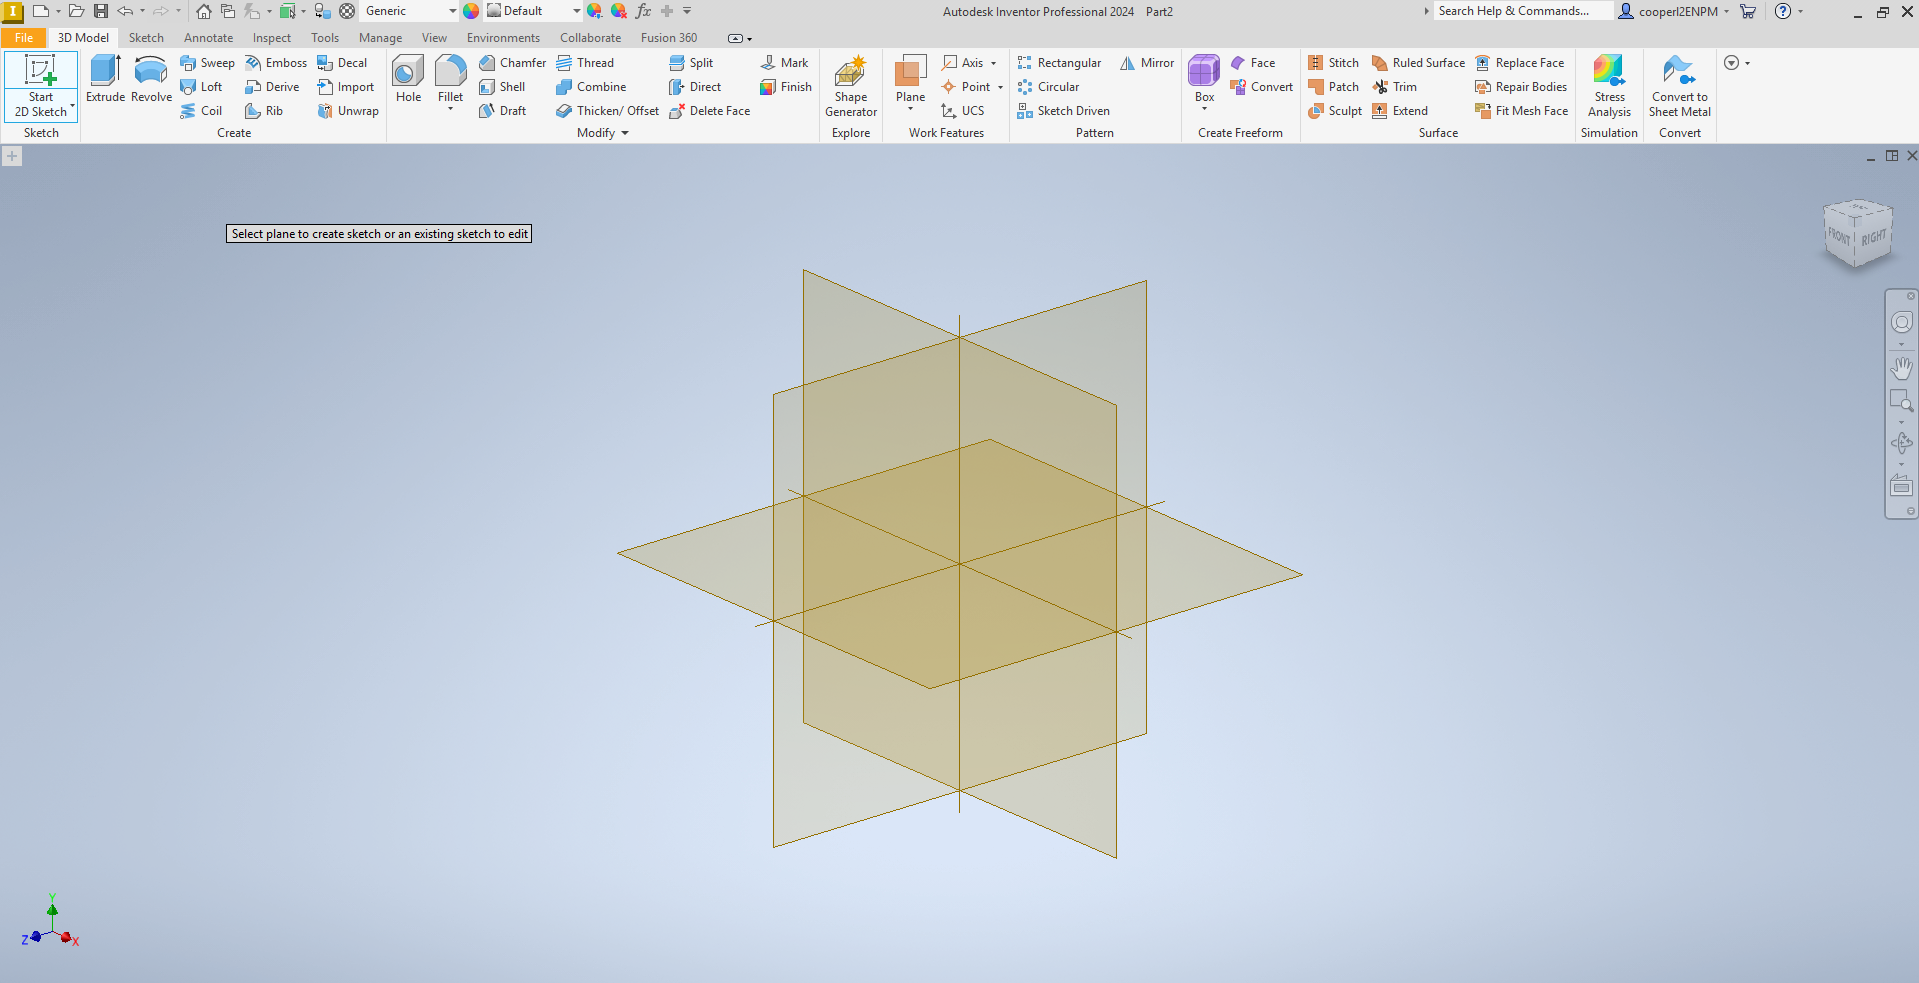 I Generic Default fx Autodesk Inventor Professional 2024 Part2 Search Help & Commands... cooperl2ENPM ?
File 3D Model Sketch Annotate Inspect Tools Manage View Environments Collaborate Fusion 360
Start 2D Sketch
Sketch
Extrude Revolve
Sweep Emboss Decal
Loft Derive Import
Coil Rib Unwrap
Create
Hole Fillet
Chamfer Thread Split Mark
Shell Combine Direct Finish
Draft Thicken/ Offset Delete Face
Modify
Shape Generator
Explore
Plane
Axis
Point
UCS
Work Features
Rectangular Mirror
Circular
Sketch Driven
Pattern
Box
Face
Convert
Create Freeform
Stitch Ruled Surface Replace Face
Patch Trim Repair Bodies
Sculpt Extend Fit Mesh Face
Surface
Stress Analysis
Simulation
Convert to Sheet Metal
Convert
Select plane to create sketch or an existing sketch to edit
FRONT RIGHT
Y
Z X